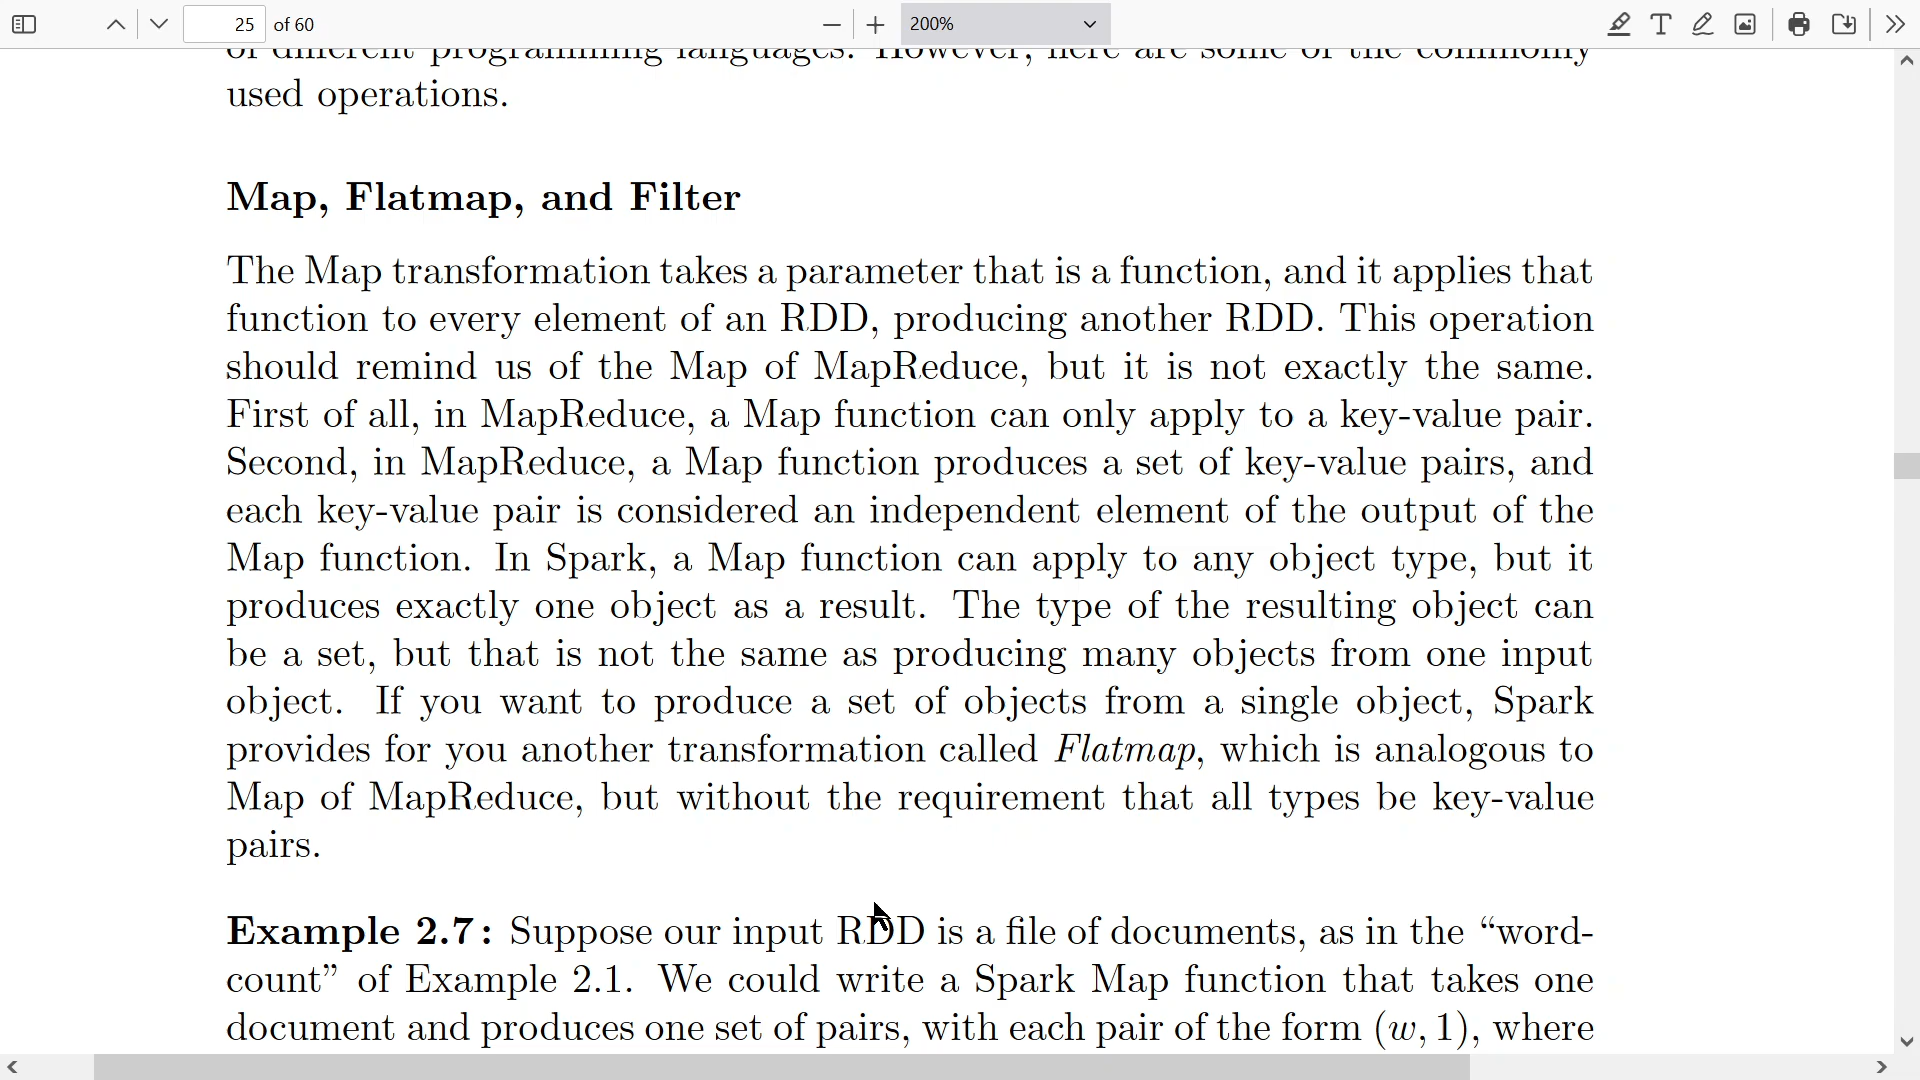 25 of 60
200%
of different programming languages. However, here are some of the commonly
used operations.
Map, Flatmap, and Filter
The Map transformation takes a parameter that is a function, and it applies that
function to every element of an RDD, producing another RDD. This operation
should remind us of the Map of MapReduce, but it is not exactly the same.
First of all, in MapReduce, a Map function can only apply to a key-value pair.
Second, in MapReduce, a Map function produces a set of key-value pairs, and
each key-value pair is considered an independent element of the output of the
Map function. In Spark, a Map function can apply to any object type, but it
produces exactly one object as a result. The type of the resulting object can
be a set, but that is not the same as producing many objects from one input
object. If you want to produce a set of objects from a single object, Spark
provides for you another transformation called Flatmap, which is analogous to
Map of MapReduce, but without the requirement that all types be key-value
pairs.
Example 2.7: Suppose our input RDD is a file of documents, as in the “word-
count” of Example 2.1. We could write a Spark Map function that takes one
document and produces one set of pairs, with each pair of the form (w, 1), where